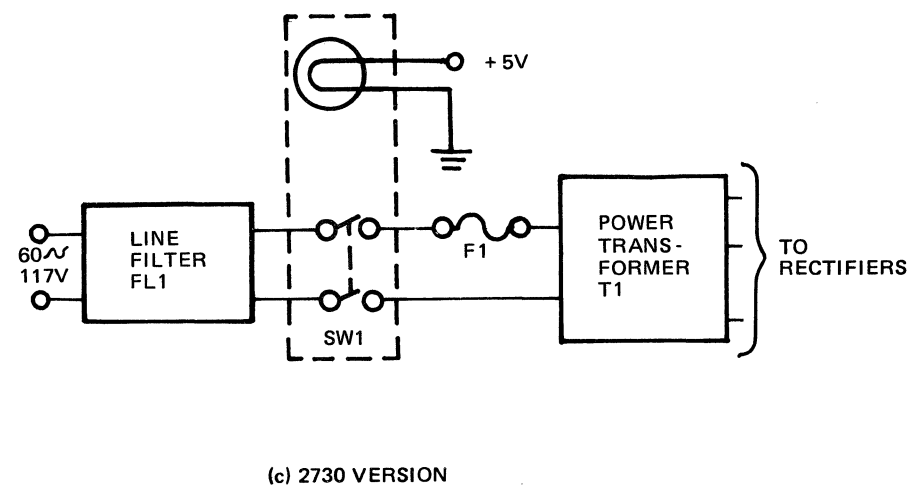 + 5V
60∿
117V
LINE
FILTER
FL1
SW1
F1
POWER
TRANS -
FORMER
T1
TO
RECTIFIERS
(c) 2730 VERSION